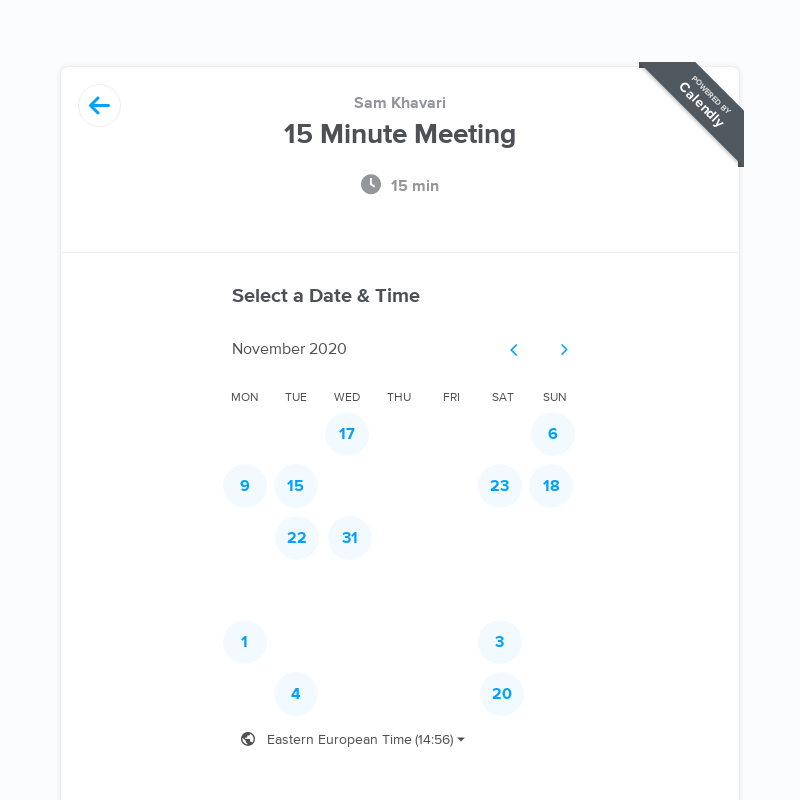 Sam Khavari
15 Minute Meeting
15 min
POWERED BY
Calendly
Select a Date & Time
November 2020
MON TUE WED THU FRI SAT SUN
17 6
9 15 23 18
22 31
1 3
4 20
Eastern European Time (14:56)